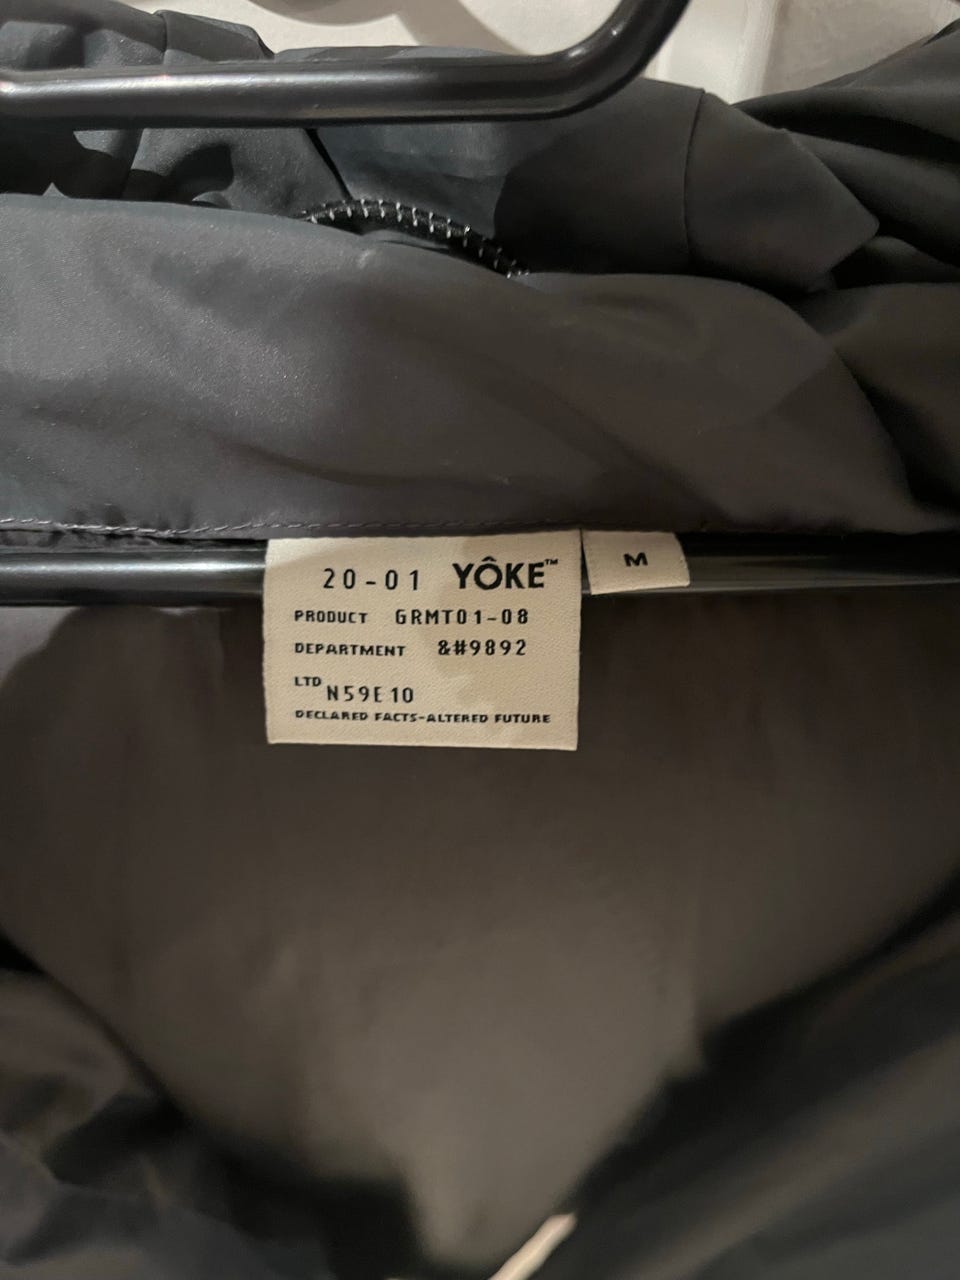 20-01 YÔKE™
M
PRODUCT GRMT01-08
DEPARTMENT &#9892
LTD N59E10
DECLARED FACTS-ALTERED FUTURE